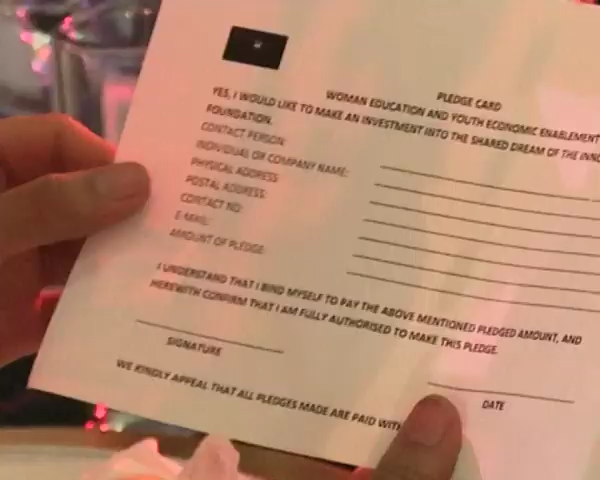 PLEDGE CARD
WOMAN EDUCATION AND YOUTH ECONOMIC ENABLEMENT
YES, I WOULD LIKE TO MAKE AN INVESTMENT INTO THE SHARED DREAM OF THE
FOUNDATION.
CONTACT PERSON:
INDIVIDUAL OR COMPANY NAME:
PHYSICAL ADDRESS:
POSTAL ADDRESS:
CONTACT NO:
E-MAIL:
AMOUNT OF PLEDGE:
I UNDERSTAND THAT I BIND MYSELF TO PAY THE ABOVE MENTIONED PLEDGED AMOUNT, AND
HEREWITH CONFIRM THAT I AM FULLY AUTHORISED TO MAKE THIS PLEDGE.
SIGNATURE
DATE
WE KINDLY APPEAL THAT ALL PLEDGES MADE ARE PAID